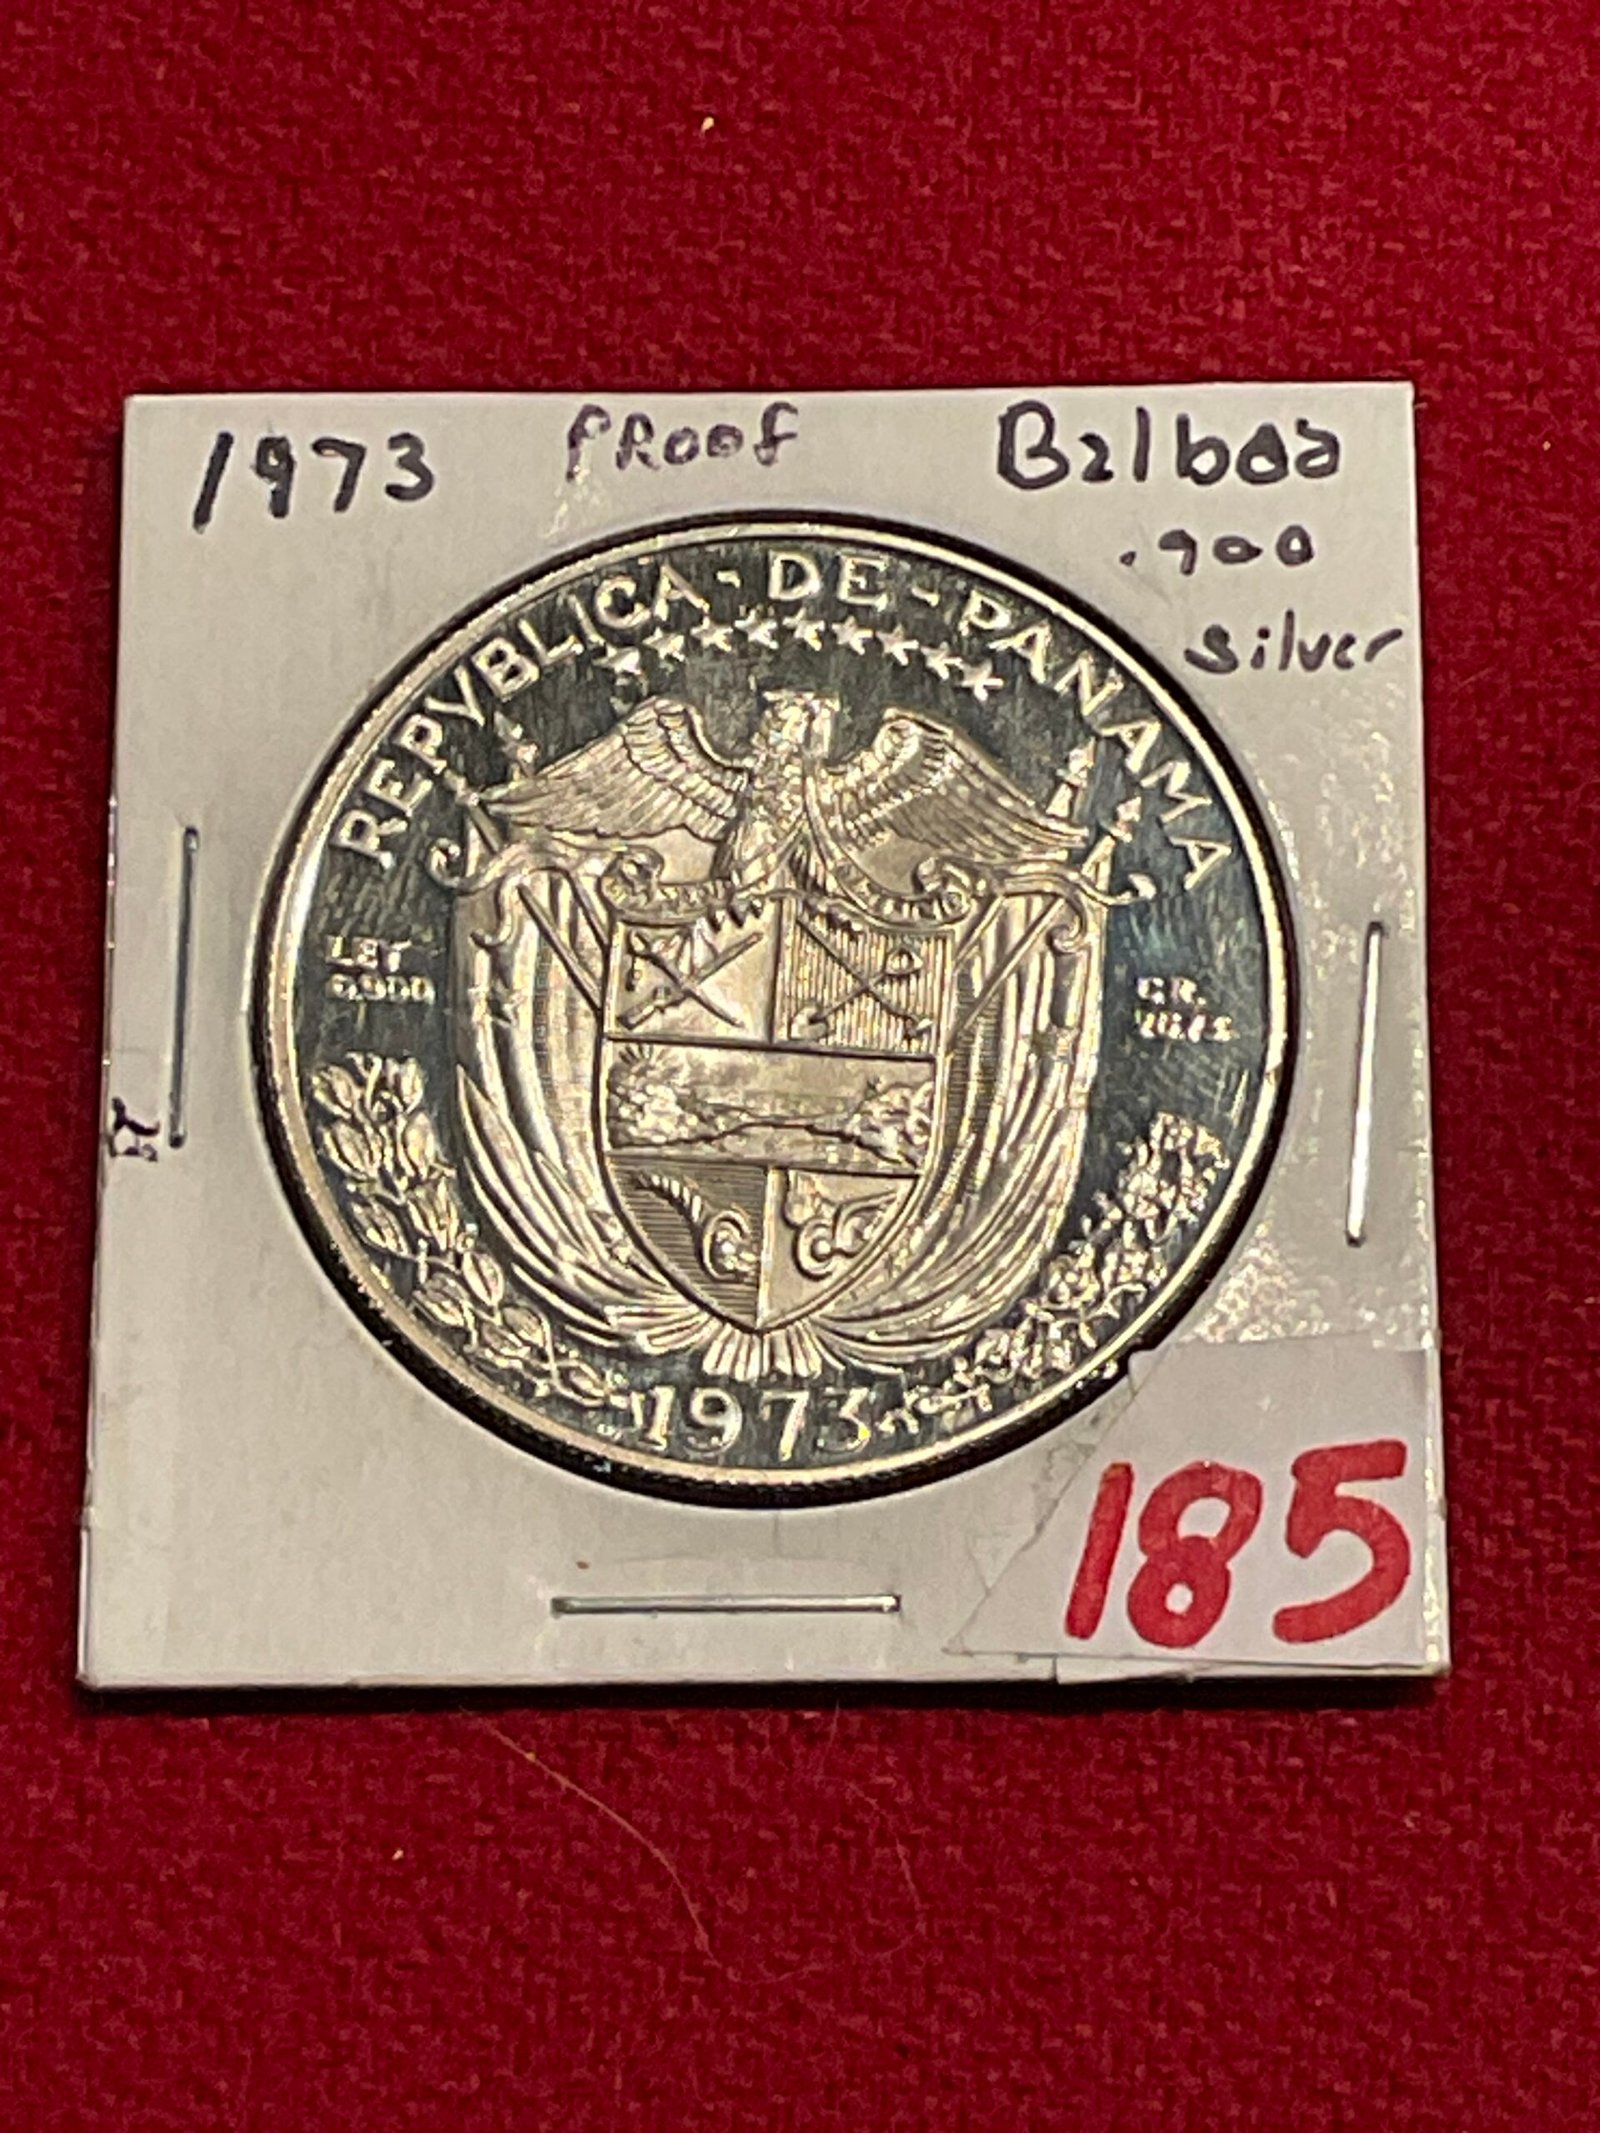 1973 PROOF Balboa
.900
silver
REPVBLICA-DE-PANAMA
LEY
0.900
GR.
1973
185